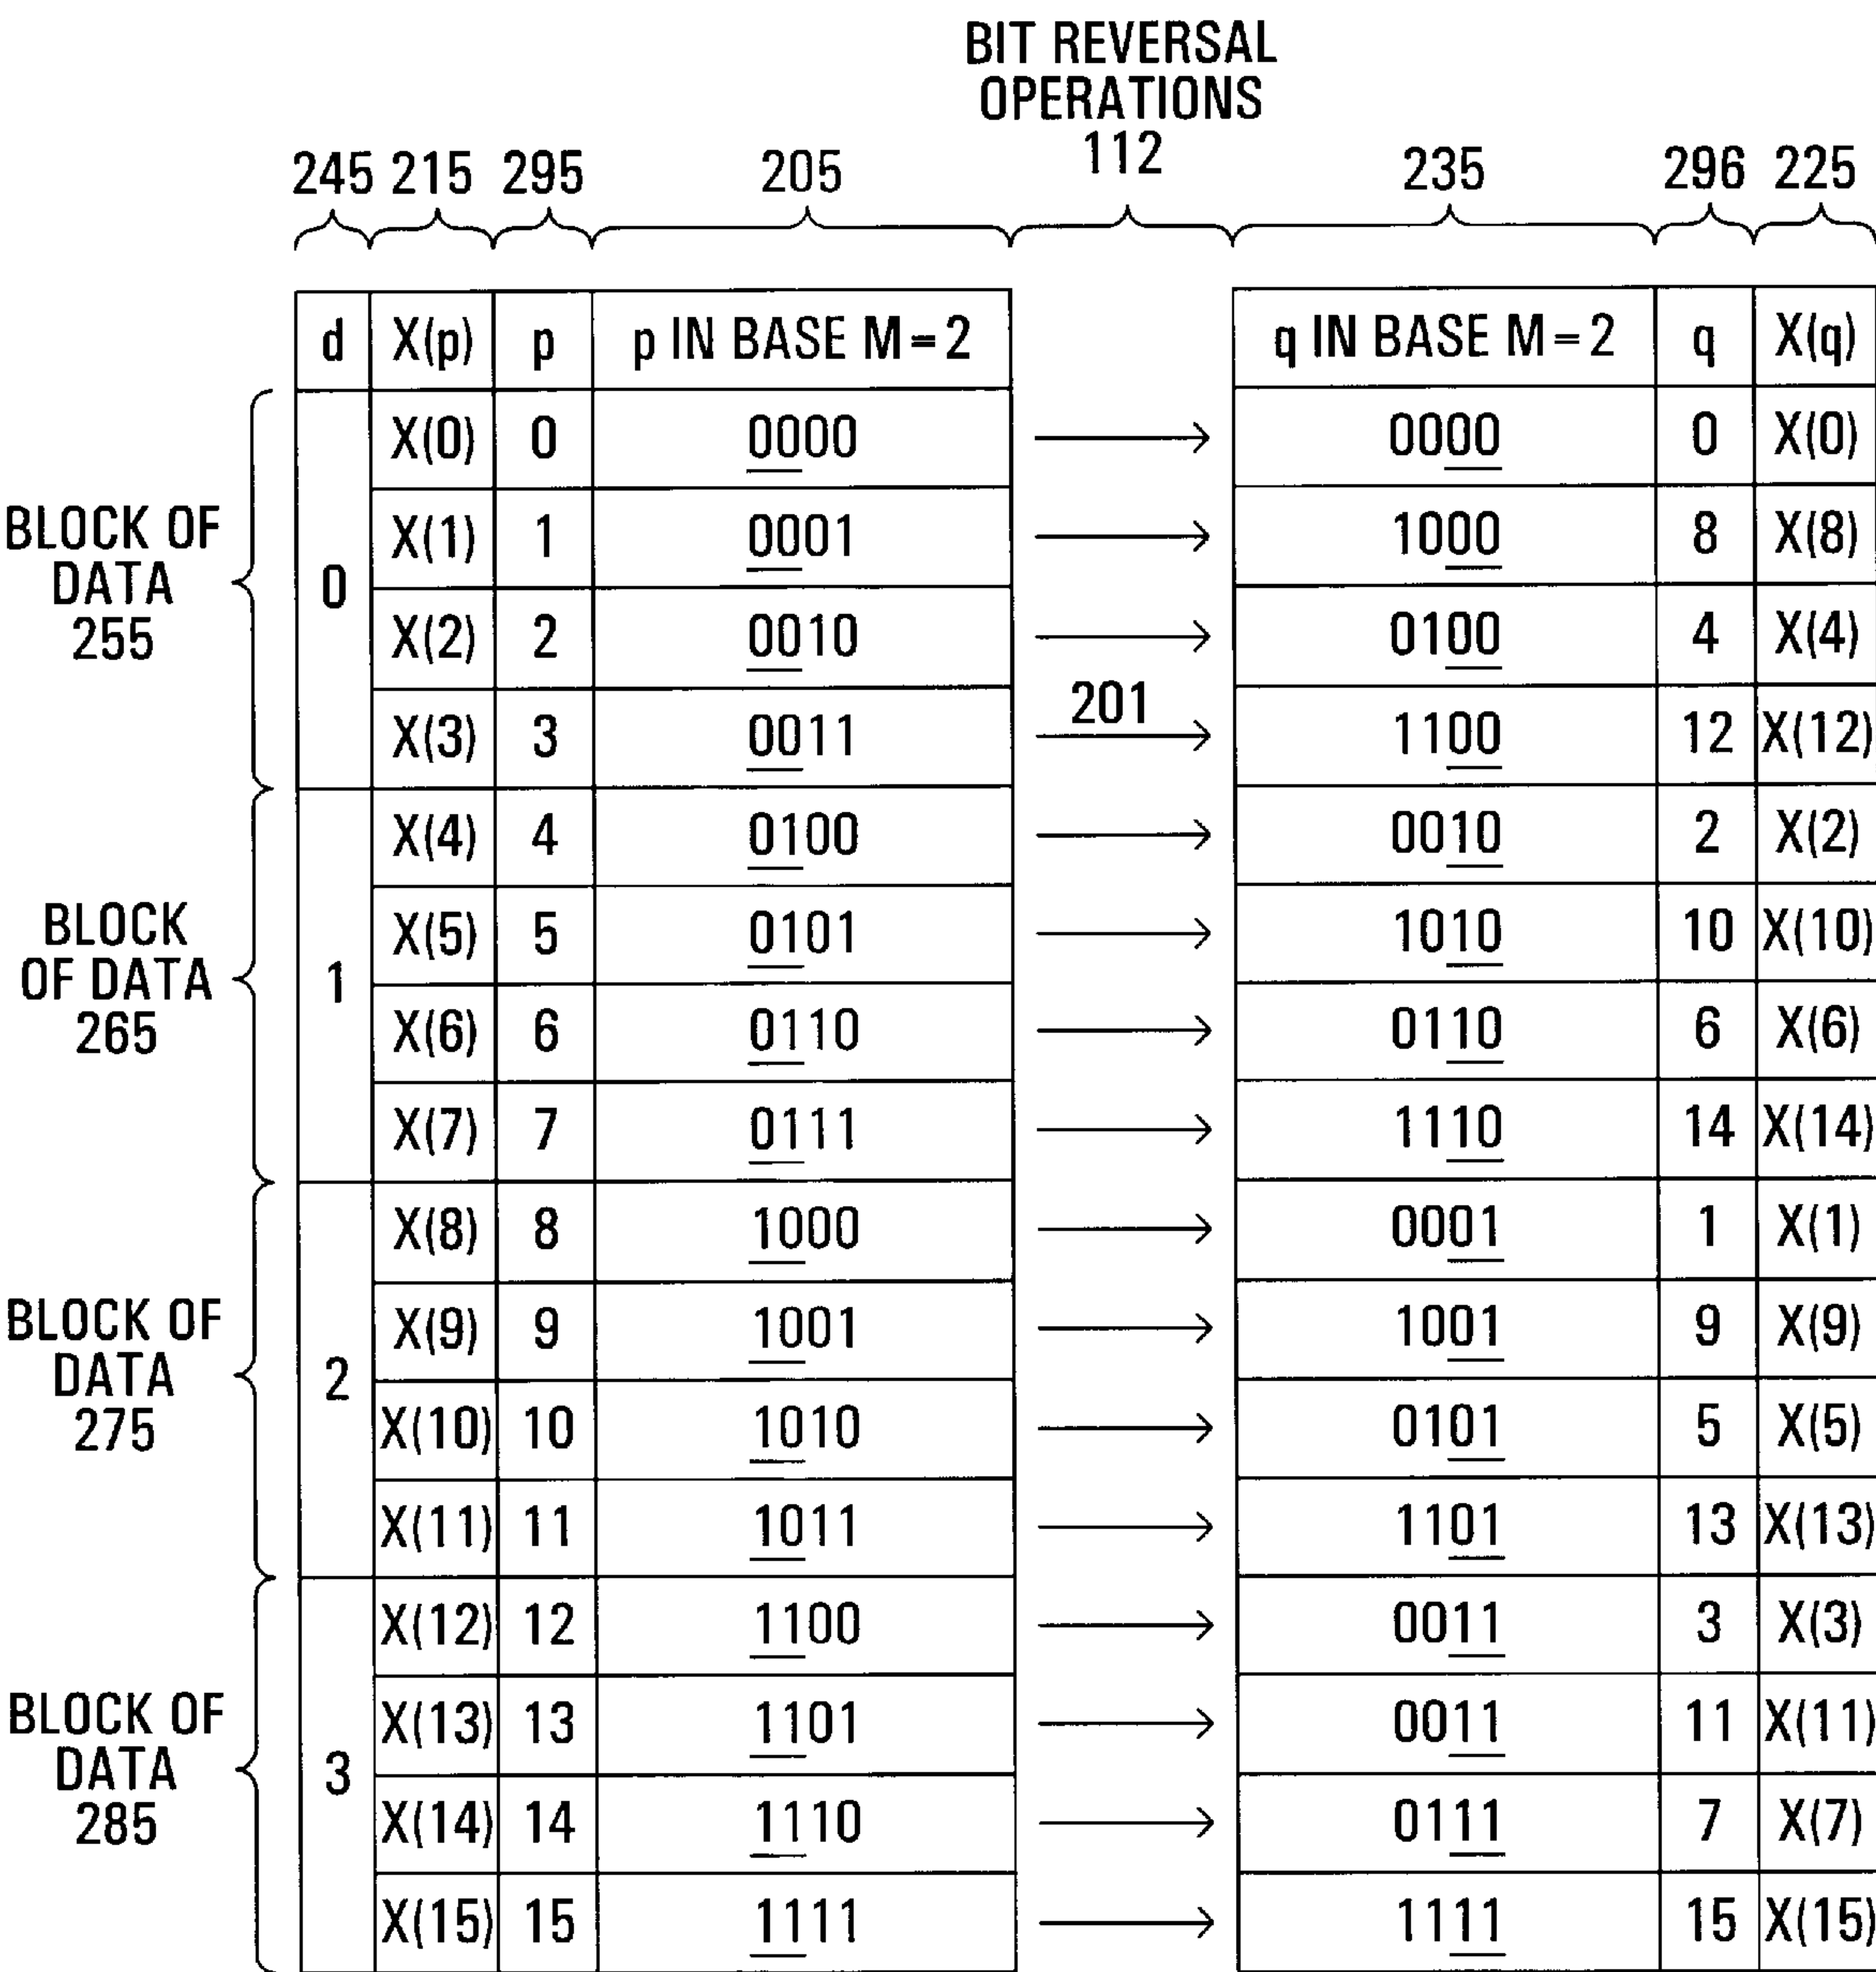 BIT REVERSAL
OPERATIONS
112
245 215 295 205 235 296 225
d X(p) p p IN BASE M = 2 q IN BASE M = 2 q X(q)
BLOCK OF
DATA
255
0
X(0) 0 0000 0000 0 X(0)
X(1) 1 0001 1000 8 X(8)
X(2) 2 0010 0100 4 X(4)
201
X(3) 3 0011 1100 12 X(12)
BLOCK
OF DATA
265
1
X(4) 4 0100 0010 2 X(2)
X(5) 5 0101 1010 10 X(10)
X(6) 6 0110 0110 6 X(6)
X(7) 7 0111 1110 14 X(14)
BLOCK OF
DATA
275
2
X(8) 8 1000 0001 1 X(1)
X(9) 9 1001 1001 9 X(9)
X(10) 10 1010 0101 5 X(5)
X(11) 11 1011 1101 13 X(13)
BLOCK OF
DATA
285
3
X(12) 12 1100 0011 3 X(3)
X(13) 13 1101 0011 11 X(11)
X(14) 14 1110 0111 7 X(7)
X(15) 15 1111 1111 15 X(15)